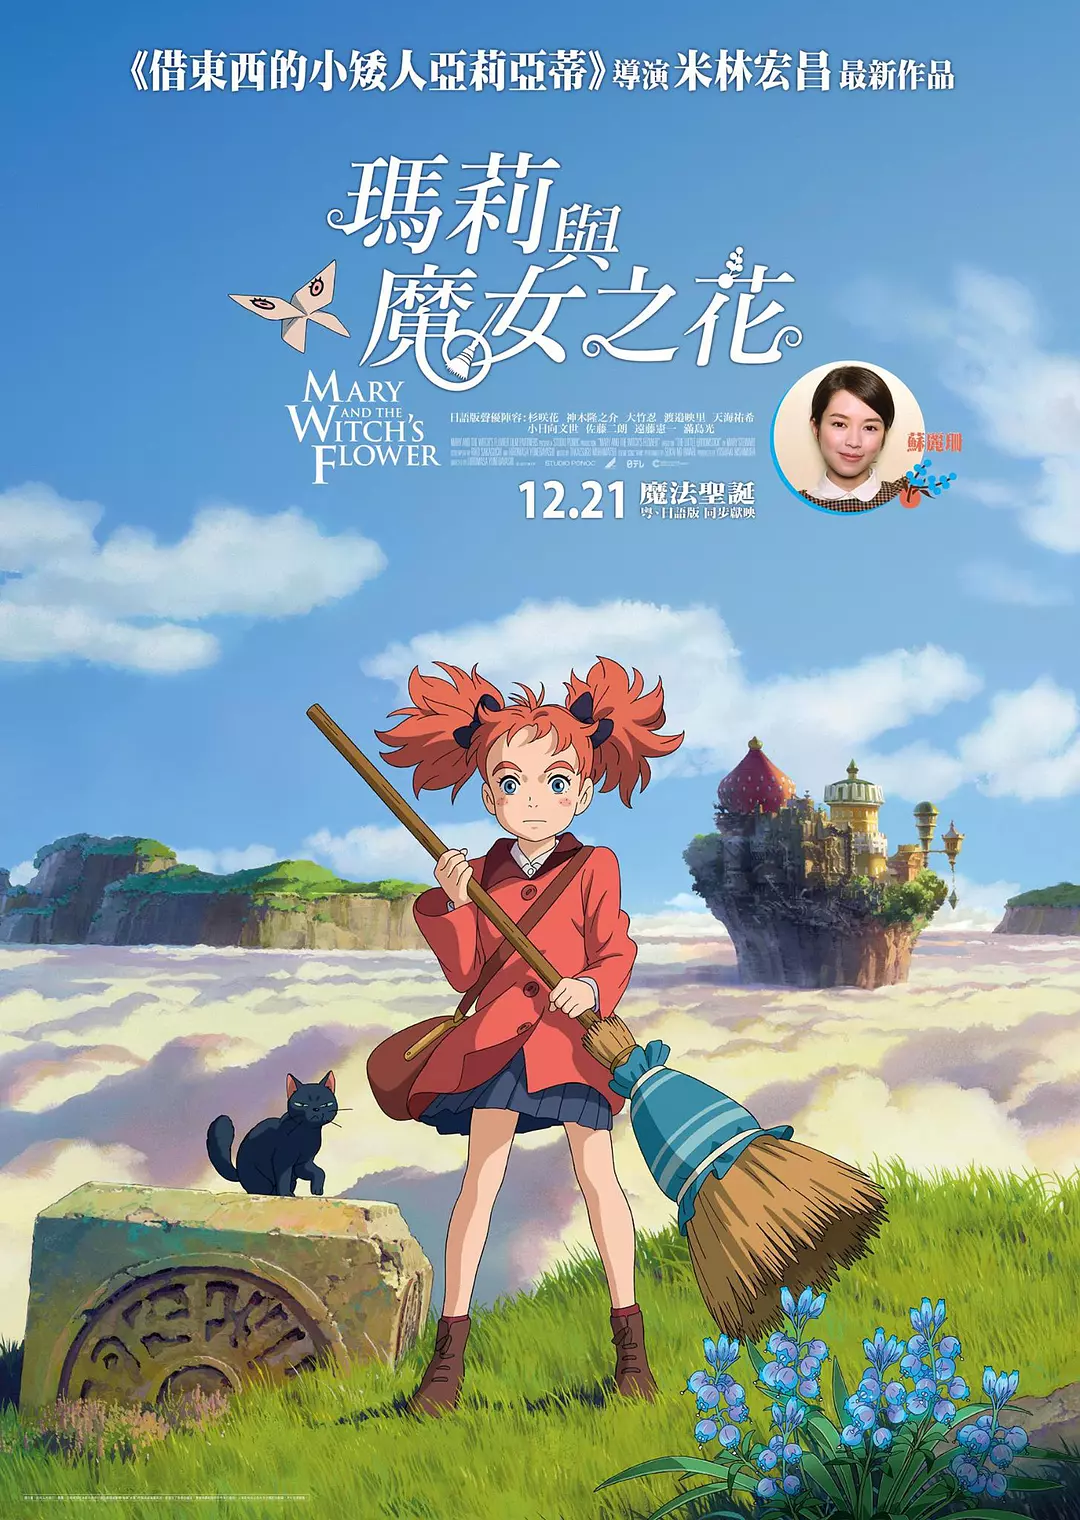 《借東西的小矮人亞莉亞蒂》導演 米林宏昌 最新作品
瑪莉與
魔女之花
MARY
AND THE
WITCH'S
FLOWER
日語版聲優陣容：杉咲花 神木隆之介 大竹忍 渡邉映里 天海祐希
小日向文世 佐藤二朗 遠藤憲一 滿島光
STUDIO PONOC
日テレ
12.21 魔法聖誕
粵、日語版 同步獻映
蘇麗珊